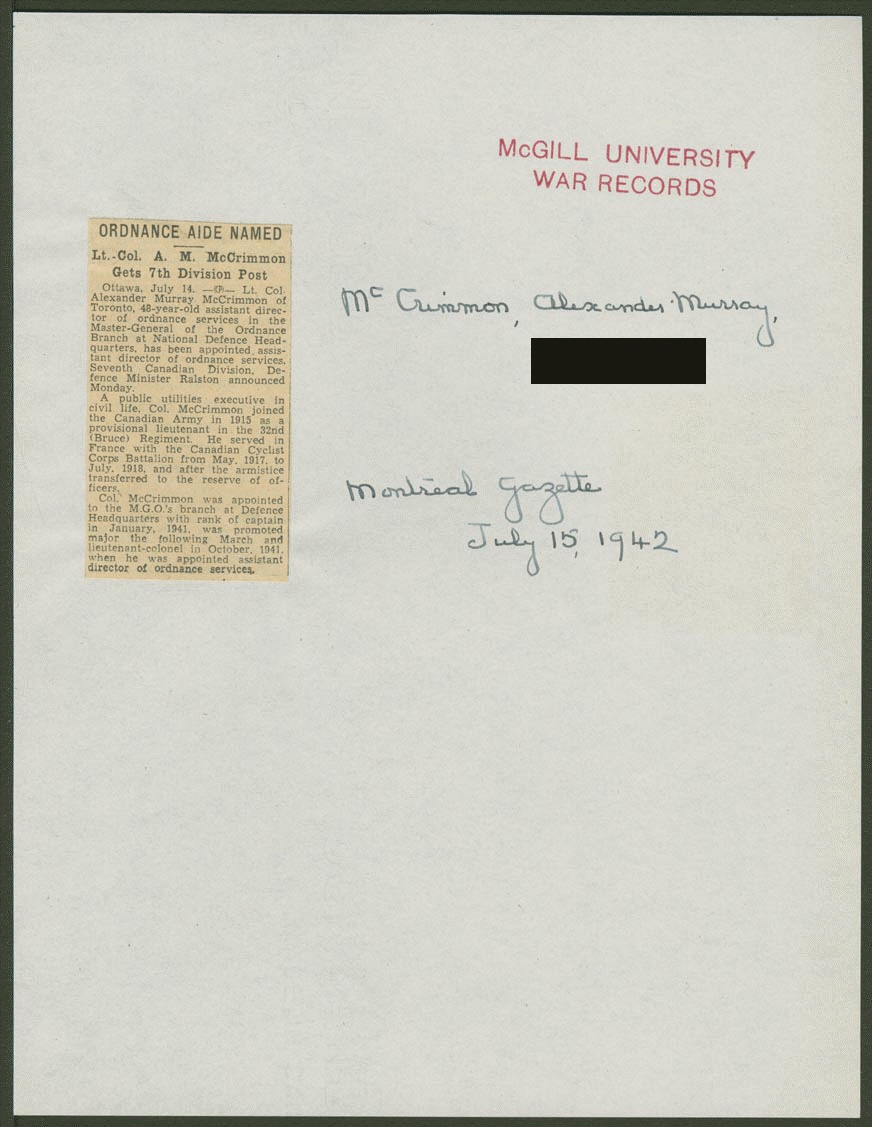 McGILL UNIVERSITY
WAR RECORDS
ORDNANCE AIDE NAMED
Lt.-Col. A. M. McCrimmon
Gets 7th Division Post
Ottawa, July 14. —(CP)— Lt. Col.
Alexander Murray McCrimmon of
Toronto, 48-year-old assistant direc-
tor of ordnance services in the
Master-General of the Ordnance
Branch at National Defence Head-
quarters, has been appointed assis-
tant director of ordnance services,
Seventh Canadian Division, De-
fence Minister Ralston announced
Monday.
A public utilities executive in
civil life, Col. McCrimmon joined
the Canadian Army in 1915 as a
provisional lieutenant in the 32nd
(Bruce) Regiment. He served in
France with the Canadian Cyclist
Corps Battalion from May, 1917, to
July, 1918, and after the armistice
transferred to the reserve of of-
ficers.
Col. McCrimmon was appointed
to the M.G.O.'s branch at Defence
Headquarters with rank of captain
in January, 1941, was promoted
major the following March and
lieutenant-colonel in October, 1941,
when he was appointed assistant
director of ordnance services.
Mc Crimmon, Alexander Murray,
Montreal Gazette
July 15, 1942